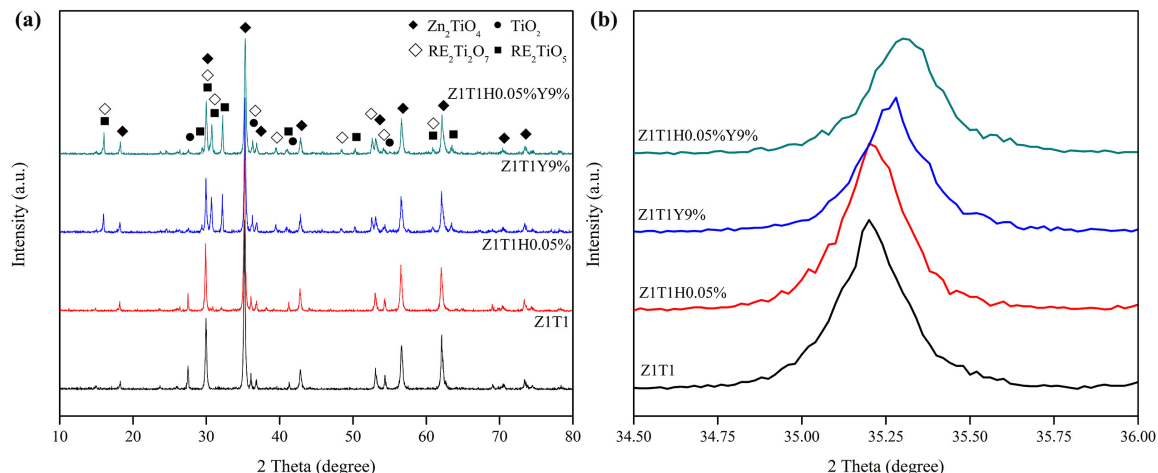 (a)
Zn₂TiO₄ TiO₂
RE₂Ti₂O₇ RE₂TiO₅
Z1T1H0.05%Y9%
Z1T1Y9%
Z1T1H0.05%
Z1T1
Intensity (a.u.)
10 20 30 40 50 60 70 80
2 Theta (degree)
(b)
Z1T1H0.05%Y9%
Z1T1Y9%
Z1T1H0.05%
Z1T1
Intensity (a.u.)
34.50 34.75 35.00 35.25 35.50 35.75 36.00
2 Theta (degree)